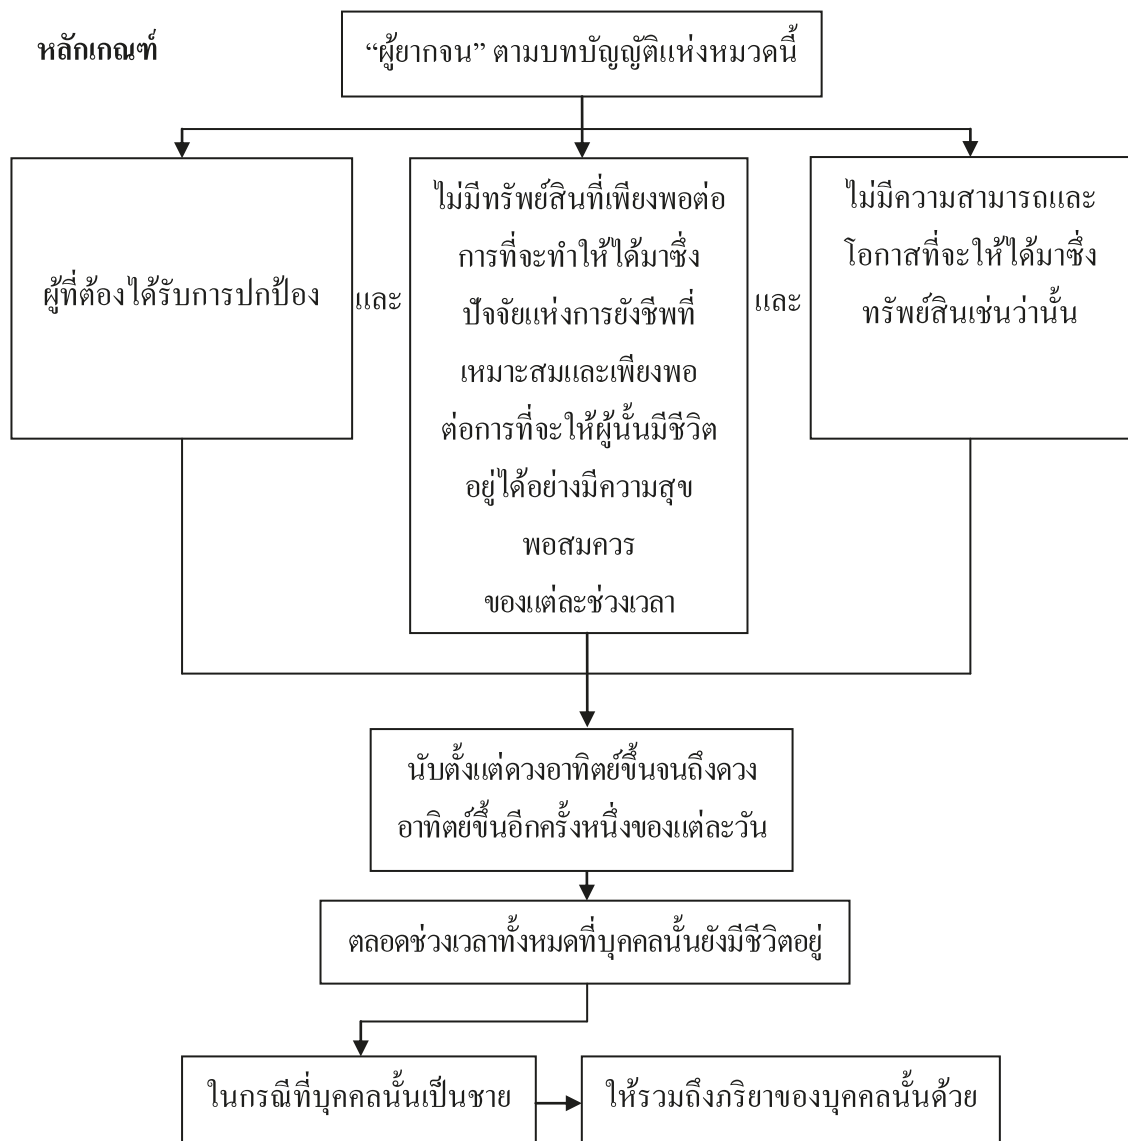 หลักเกณฑ์
“ผู้ยากจน” ตามบทบัญญัติแห่งหมวดนี้
ผู้ที่ต้องได้รับการปกป้อง
และ
ไม่มีทรัพย์สินที่เพียงพอต่อ
การที่จะทำให้ได้มาซึ่ง
ปัจจัยแห่งการยังชีพที่
เหมาะสมและเพียงพอ
ต่อการที่จะให้ผู้นั้นมีชีวิต
อยู่ได้อย่างมีความสุข
พอสมควร
ของแต่ละช่วงเวลา
และ
ไม่มีความสามารถและ
โอกาสที่จะให้ได้มาซึ่ง
ทรัพย์สินเช่นว่านั้น
นับตั้งแต่ดวงอาทิตย์ขึ้นจนถึงดวง
อาทิตย์ขึ้นอีกครั้งหนึ่งของแต่ละวัน
ตลอดช่วงเวลาทั้งหมดที่บุคคลนั้นยังมีชีวิตอยู่
ในกรณีที่บุคคลนั้นเป็นชาย
ให้รวมถึงภริยาของบุคคลนั้นด้วย